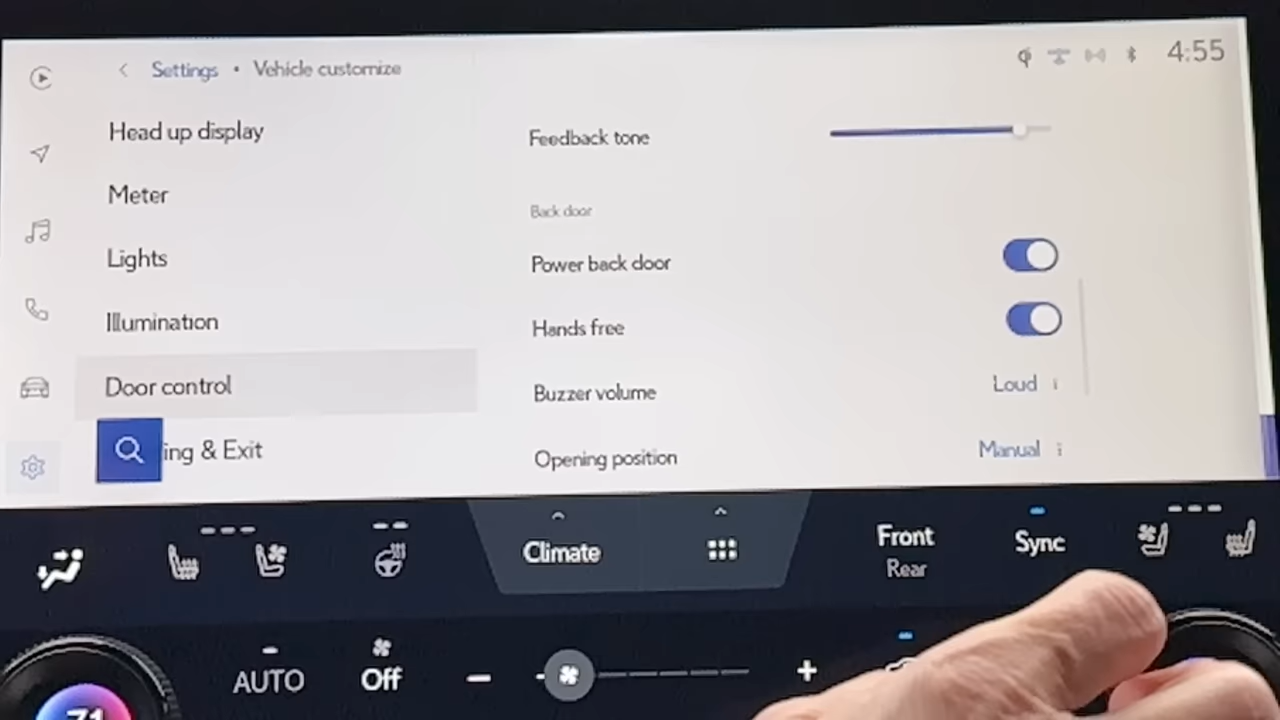 Settings • Vehicle customize
4:55
Head up display
Meter
Lights
Illumination
Door control
ing & Exit
Feedback tone
Back door
Power back door
Hands free
Buzzer volume
Loud
Opening position
Manual
Climate
Front
Rear
Sync
AUTO
Off
71